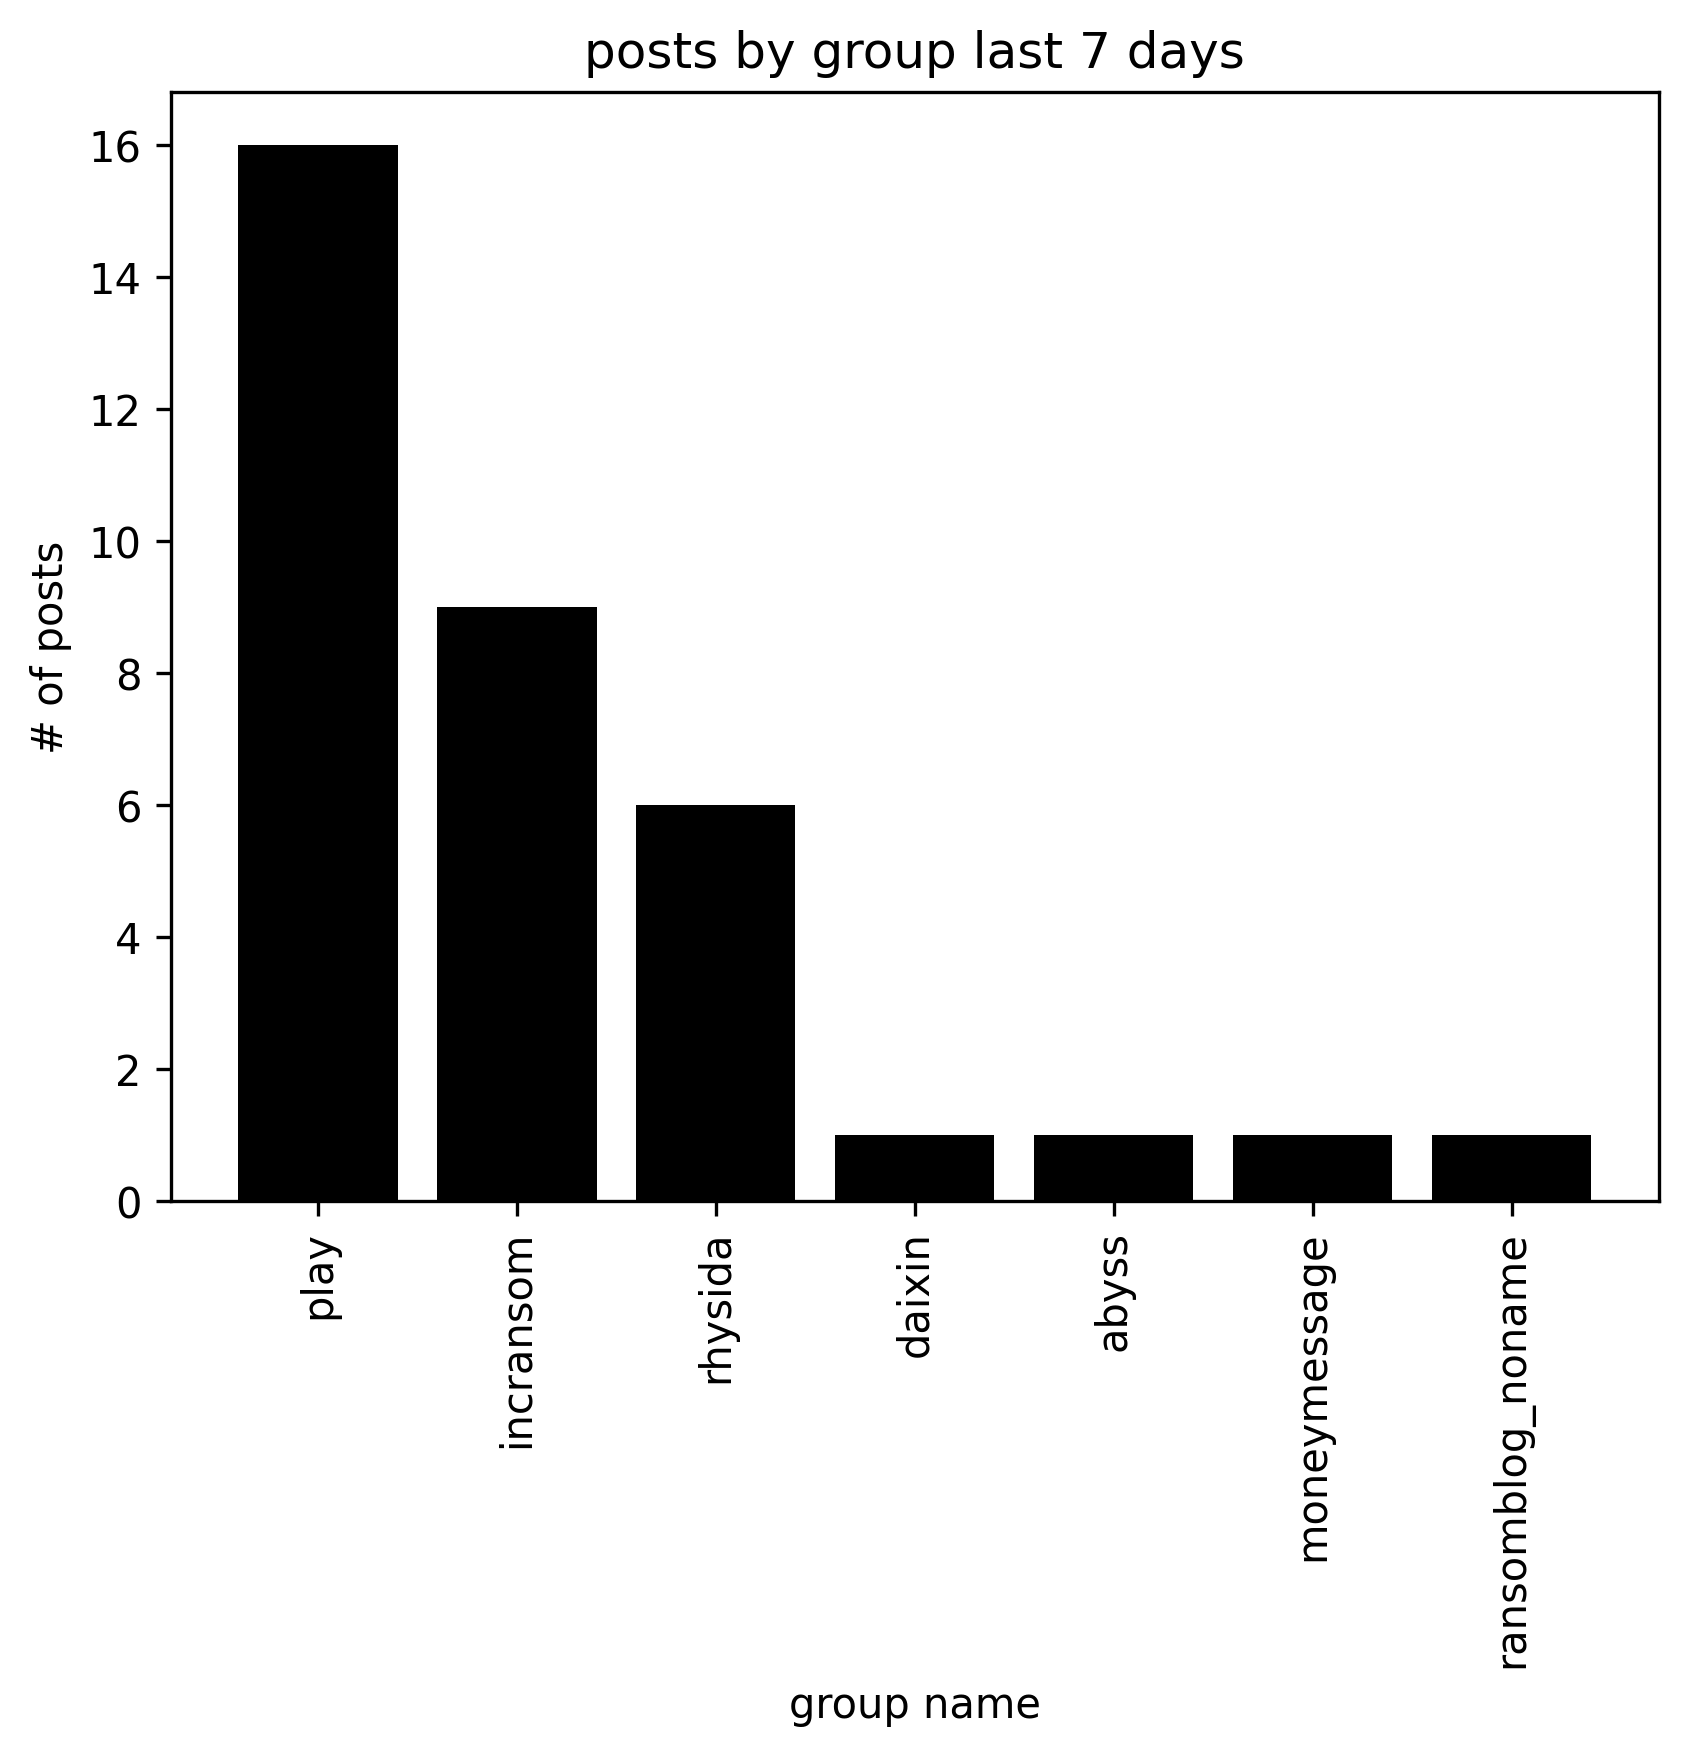 posts by group last 7 days
# of posts
16
14
12
10
8
6
4
2
0
play
incransom
rhysida
daixin
abyss
moneymessage
ransomblog_noname
group name